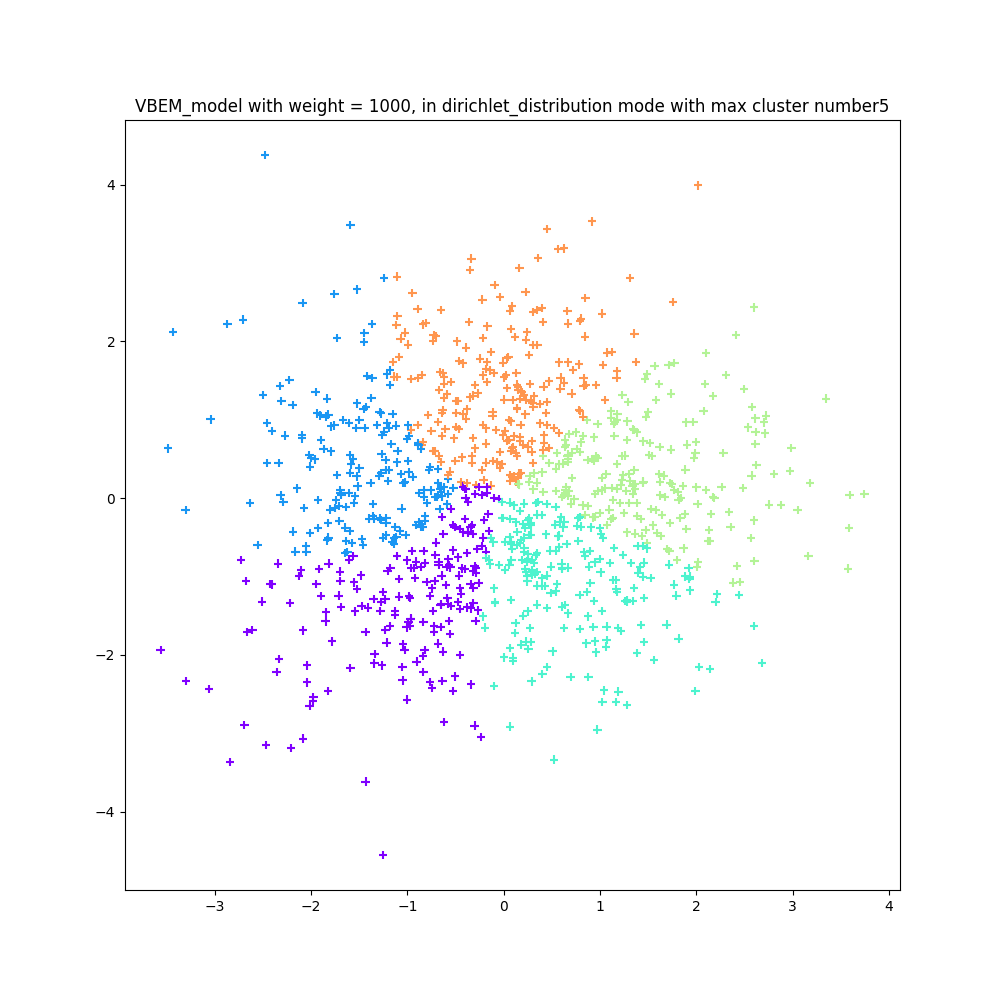 VBEM_model with weight = 1000, in dirichlet_distribution mode with max cluster number5
4
2
0
−2
−4
−3 −2 −1 0 1 2 3 4